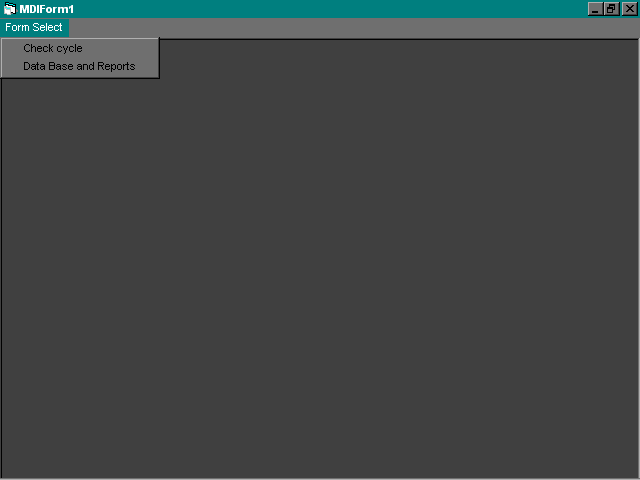 MDIForm1
Form Select
Check cycle
Data Base and Reports